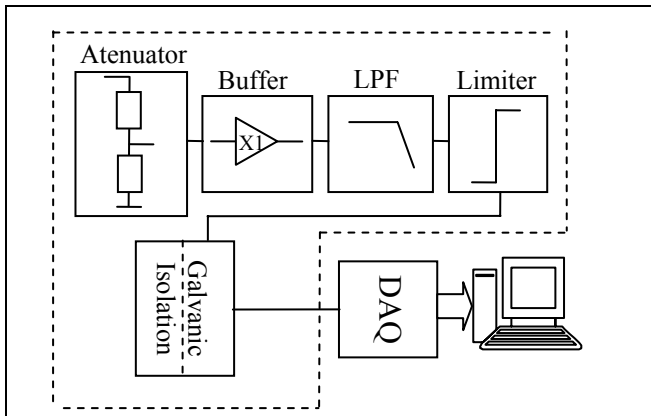 Atenuator
Buffer
LPF
Limiter
X1
Galvanic
Isolation
DAQ